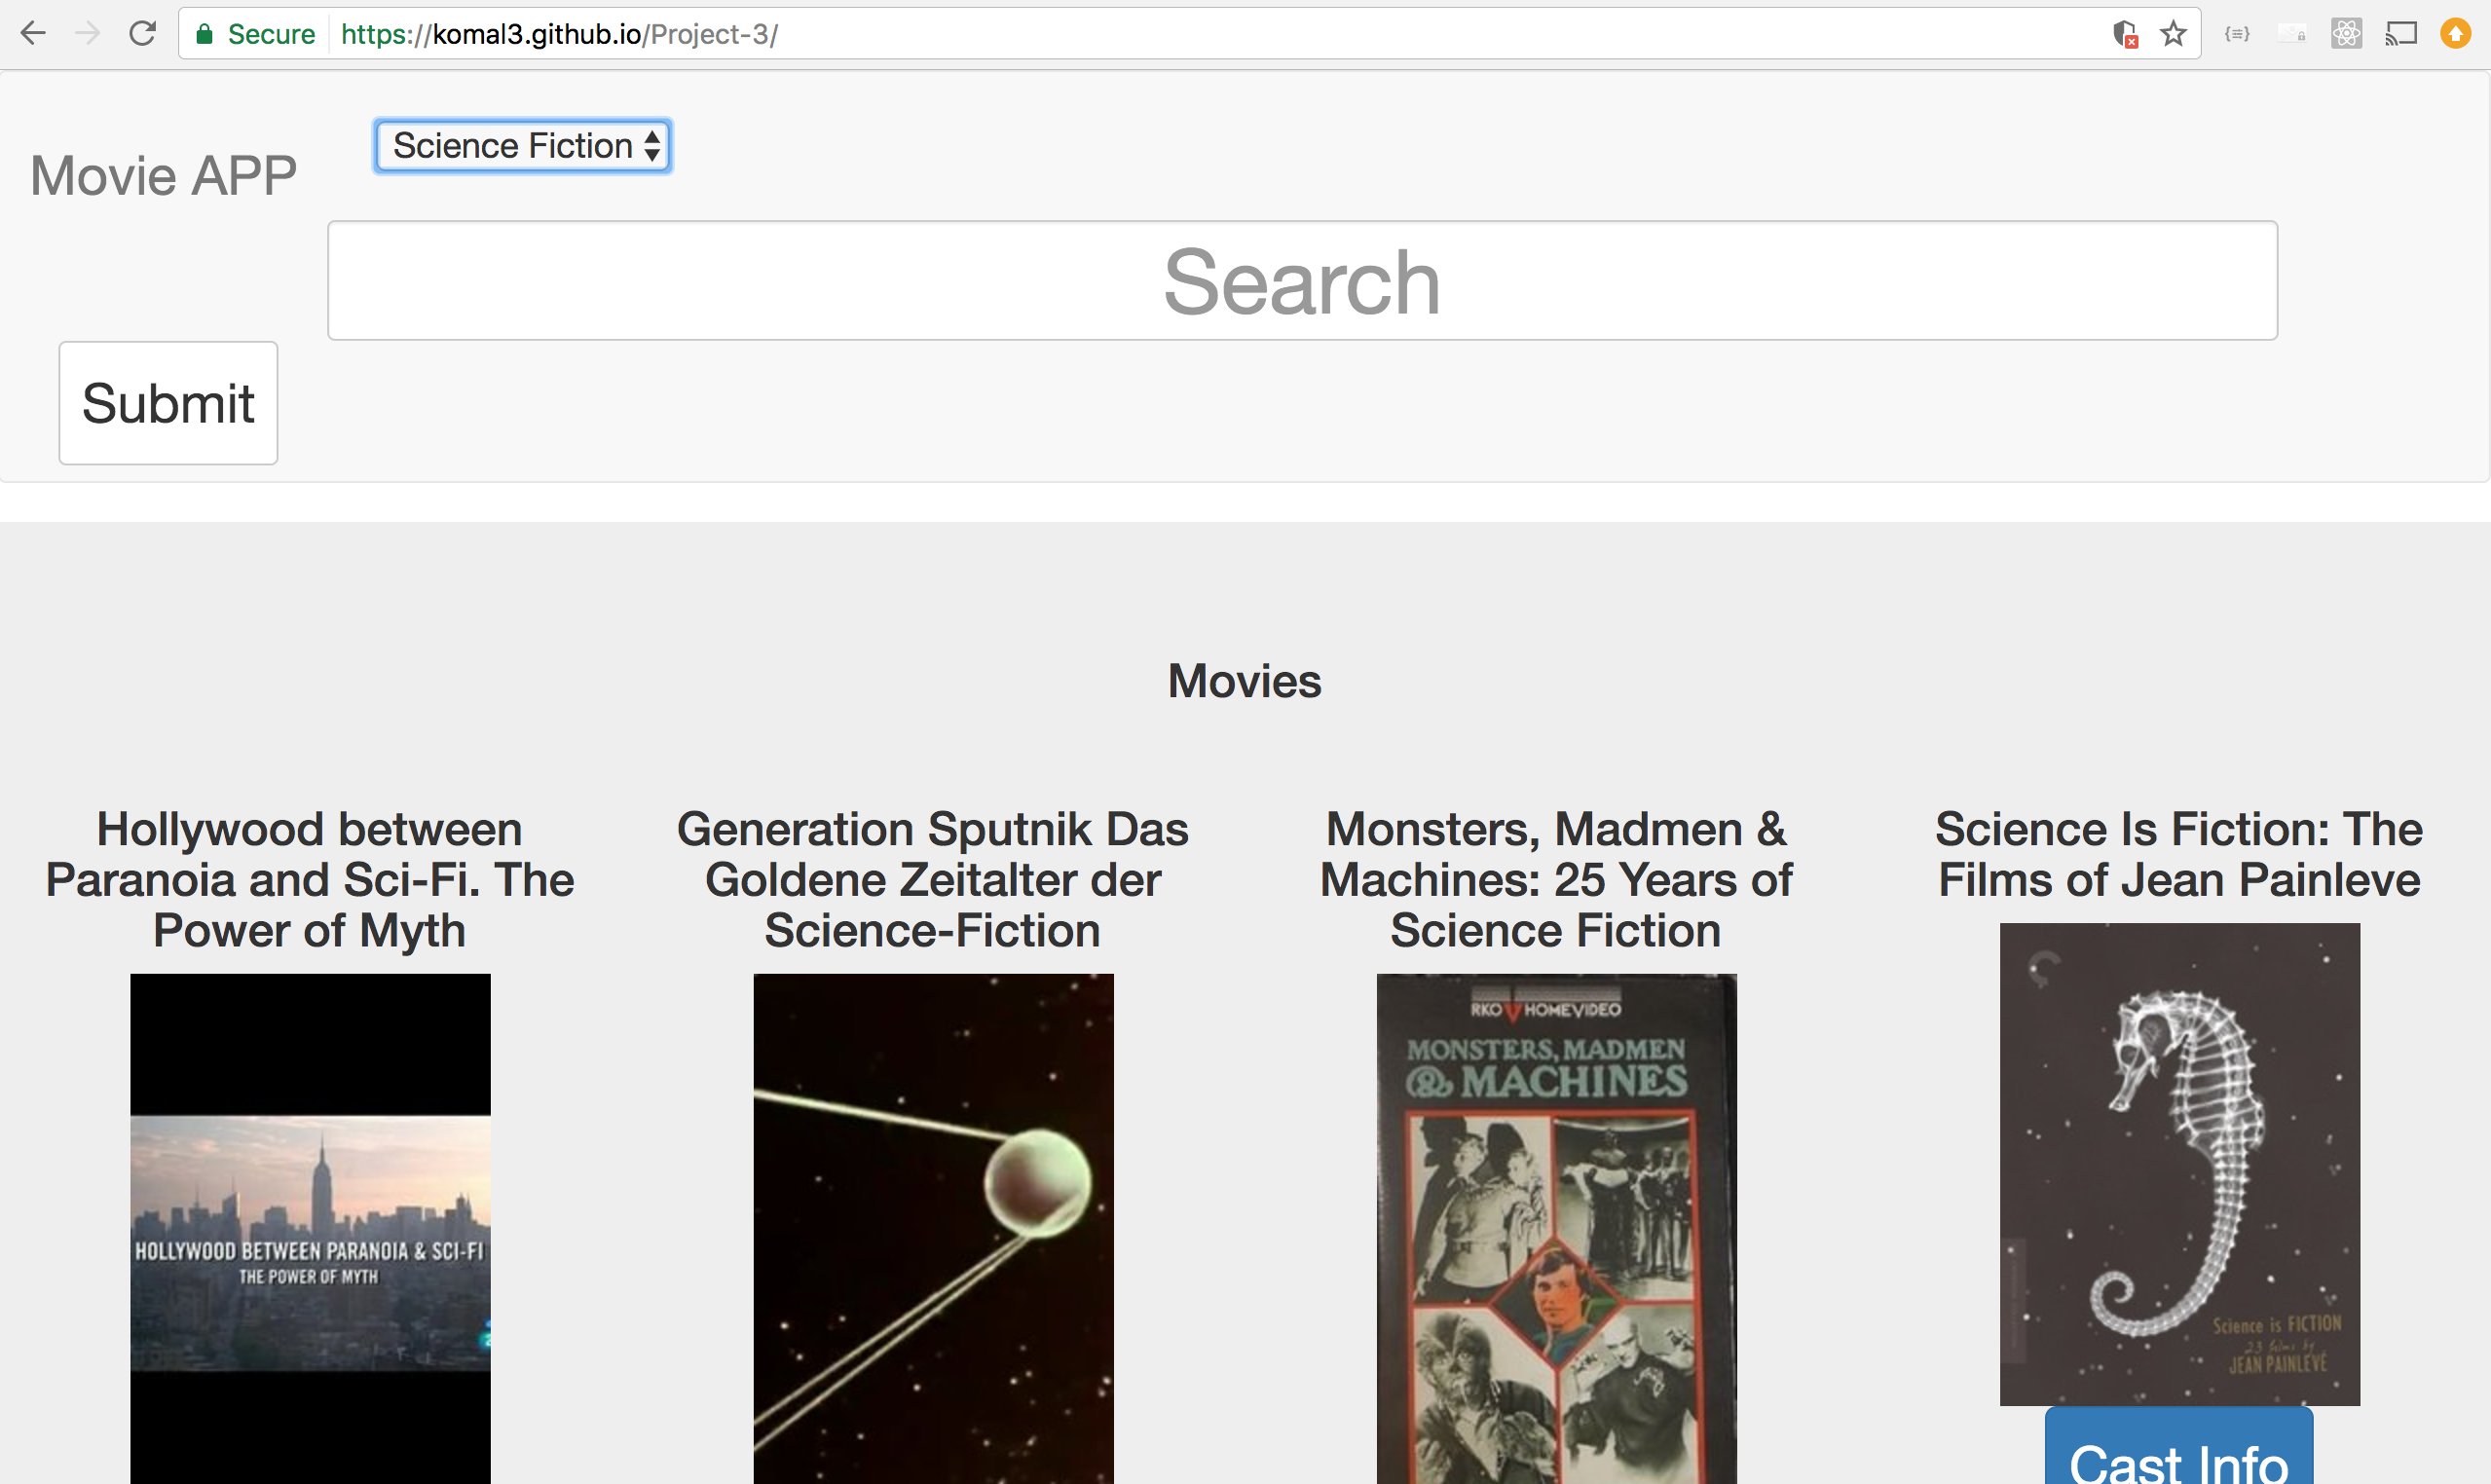 Secure https://komal3.github.io/Project-3/
Science Fiction
Movie APP
Search
Submit
Movies
Hollywood between
Paranoia and Sci-Fi. The
Power of Myth
Generation Sputnik Das
Goldene Zeitalter der
Science-Fiction
Monsters, Madmen &
Machines: 25 Years of
Science Fiction
Science Is Fiction: The
Films of Jean Painleve
HOLLYWOOD BETWEEN PARANOIA & SCI-FI
THE POWER OF MYTH
RKO HOMEVIDEO
MONSTERS, MADMEN
& MACHINES
Science is FICTION
23 films by
JEAN PAINLEVÉ
Cast Info